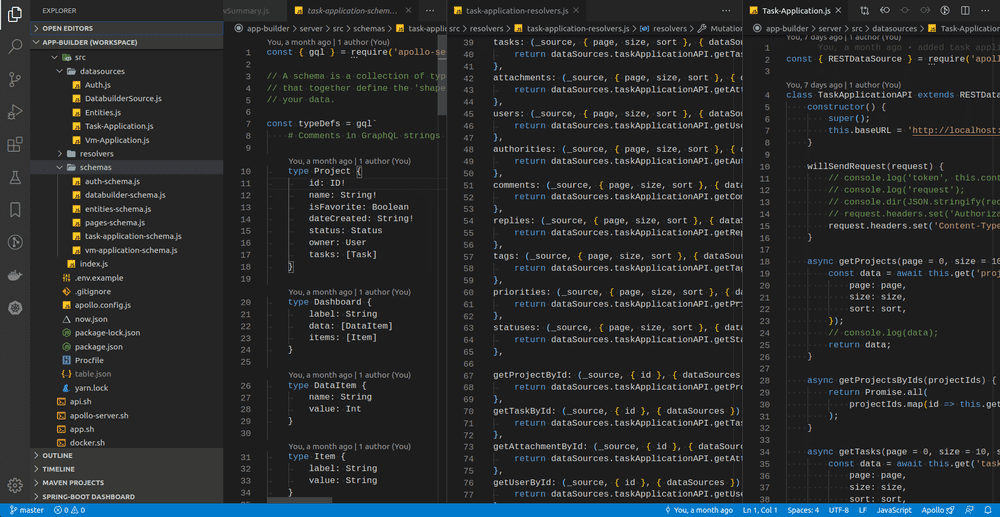 EXPLORER
OPEN EDITORS
APP-BUILDER (WORKSPACE)
src
datasources
Auth.js
DatabuilderSource.js
Entities.js
Task-Application.js
Vm-Application.js
resolvers
schemas
auth-schema.js
databuilder-schema.js
entities-schema.js
pages-schema.js
task-application-schema.js
vm-application-schema.js
index.js
.env.example
.gitignore
apollo.config.js
now.json
package-lock.json
package.json
Procfile
table.json
yarn.lock
api.sh
apollo-server.sh
app.sh
docker.sh
OUTLINE
TIMELINE
MAVEN PROJECTS
SPRING-BOOT DASHBOARD
vSummary.js
task-application-schem...
app-builder > server > src > schemas > task-applicat
You, a month ago | 1 author (You)
1 const { gql } = require('apollo-se
2
3 // A schema is a collection of typ
4 // that together define the 'shape
5 // your data.
6
7 const typeDefs = gql`
8 # Comments in GraphQL strings
9
You, a month ago | 1 author (You)
10 type Project {
11 id: ID!
12 name: String!
13 isFavorite: Boolean
14 dateCreated: String!
15 status: Status
16 owner: User
17 tasks: [Task]
18 }
19
You, a month ago | 1 author (You)
20 type Dashboard {
21 label: String
22 data: [DataItem]
23 items: [Item]
24 }
25
You, a month ago | 1 author (You)
26 type DataItem {
27 name: String
28 value: Int
29 }
30
You, a month ago | 1 author (You)
31 type Item {
32 label: String
33 value: String
34 }
task-application-resolvers.js
src > resolvers > task-application-resolvers.js > resolvers > Mutation
39 tasks: (_source, { page, size, sort }, { da
40 return dataSources.taskApplicationAPI.getTas
41 },
42 attachments: (_source, { page, size, sort },
43 return dataSources.taskApplicationAPI.getAtt
44 },
45 users: (_source, { page, size, sort }, { da
46 return dataSources.taskApplicationAPI.getUse
47 },
48 authorities: (_source, { page, size, sort },
49 return dataSources.taskApplicationAPI.getAut
50 },
51 comments: (_source, { page, size, sort }, {
52 return dataSources.taskApplicationAPI.getCom
53 },
54 replies: (_source, { page, size, sort }, {
55 return dataSources.taskApplicationAPI.getRep
56 },
57 tags: (_source, { page, size, sort }, { dat
58 return dataSources.taskApplicationAPI.getTag
59 },
60 priorities: (_source, { page, size, sort },
61 return dataSources.taskApplicationAPI.getPri
62 },
63 statuses: (_source, { page, size, sort }, {
64 return dataSources.taskApplicationAPI.getSta
65 },
66
67 getProjectById: (_source, { id }, { dataSources
68 return dataSources.taskApplicationAPI.getPro
69 },
70 getTaskById: (_source, { id }, { dataSources })
71 return dataSources.taskApplicationAPI.getTas
72 },
73 getAttachmentById: (_source, { id }, { dataSour
74 return dataSources.taskApplicationAPI.getAtt
75 },
76 getUserById: (_source, { id }, { dataSources })
77 return dataSources.taskApplicationAPI.getUse
Task-Application.js
app-builder > server > src > datasources > Task-Applicatio
You, 7 days ago | 1 author (You)
1 You, a month ago • added task appl
2 const { RESTDataSource } = require('apol
3
You, 7 days ago | 1 author (You)
4 class TaskApplicationAPI extends RESTData
5 constructor() {
6 super();
7 this.baseURL = 'http://localhost
8 }
9
10 willSendRequest(request) {
11 // console.log('token', this.cont
12 // console.log('request');
13 // console.dir(JSON.stringify(rec
14 // request.headers.set('Authoriza
15 request.headers.set('Content-Type
16 }
17
18 async getProjects(page = 0, size = 10
19 const data = await this.get('proj
20 page: page,
21 size: size,
22 sort: sort,
23 });
24 // console.log(data);
25 return data;
26 }
27
28 async getProjectsByIds(projectIds) {
29 return Promise.all(
30 projectIds.map(id => this.get
31 );
32 }
33
34 async getTasks(page = 0, size = 10, s
35 const data = await this.get('task
36 page: page,
37 size: size,
38 sort: sort,
master
0
0
You, a month ago
Ln 1, Col 1
Spaces: 4
UTF-8
LF
JavaScript
Apollo